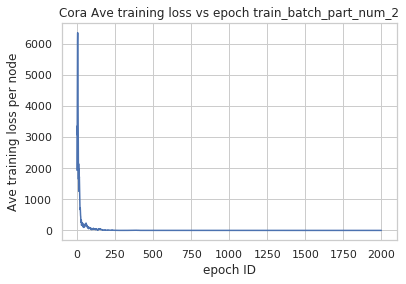 Cora Ave training loss vs epoch train_batch_part_num_2
Ave training loss per node
6000
5000
4000
3000
2000
1000
0
0 250 500 750 1000 1250 1500 1750 2000
epoch ID